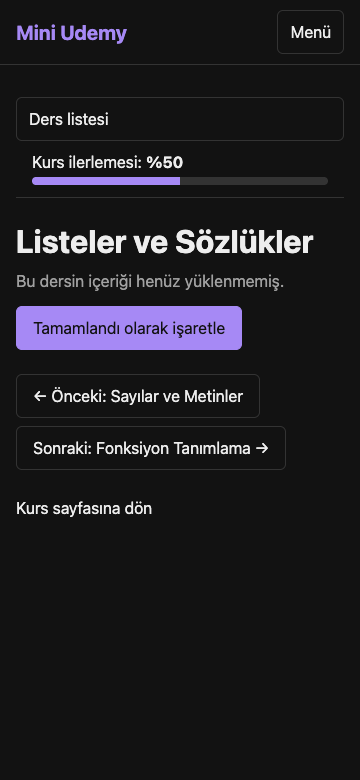 Mini Udemy
Menü
Ders listesi
Kurs ilerlemesi: %50
Listeler ve Sözlükler
Bu dersin içeriği henüz yüklenmemiş.
Tamamlandı olarak işaretle
← Önceki: Sayılar ve Metinler
Sonraki: Fonksiyon Tanımlama →
Kurs sayfasına dön